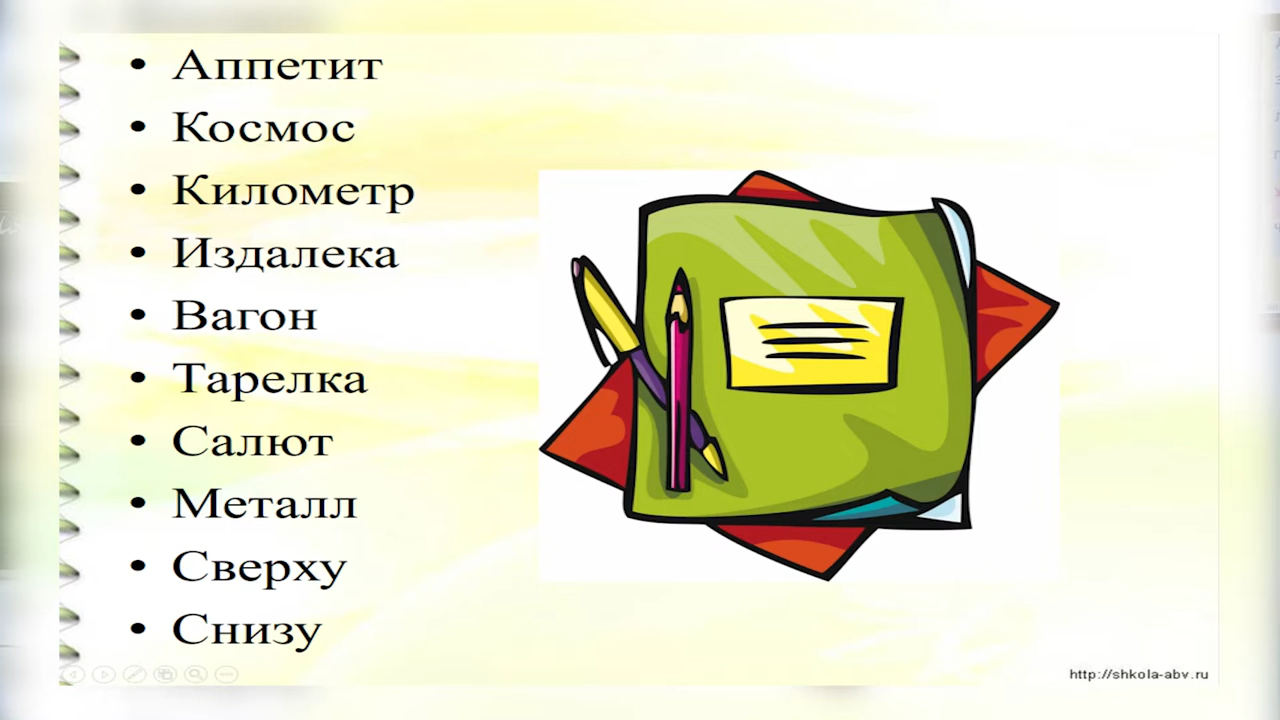 • Аппетит
• Космос
• Километр
• Издалека
• Вагон
• Тарелка
• Салют
• Металл
• Сверху
• Снизу
http://shkola-abv.ru